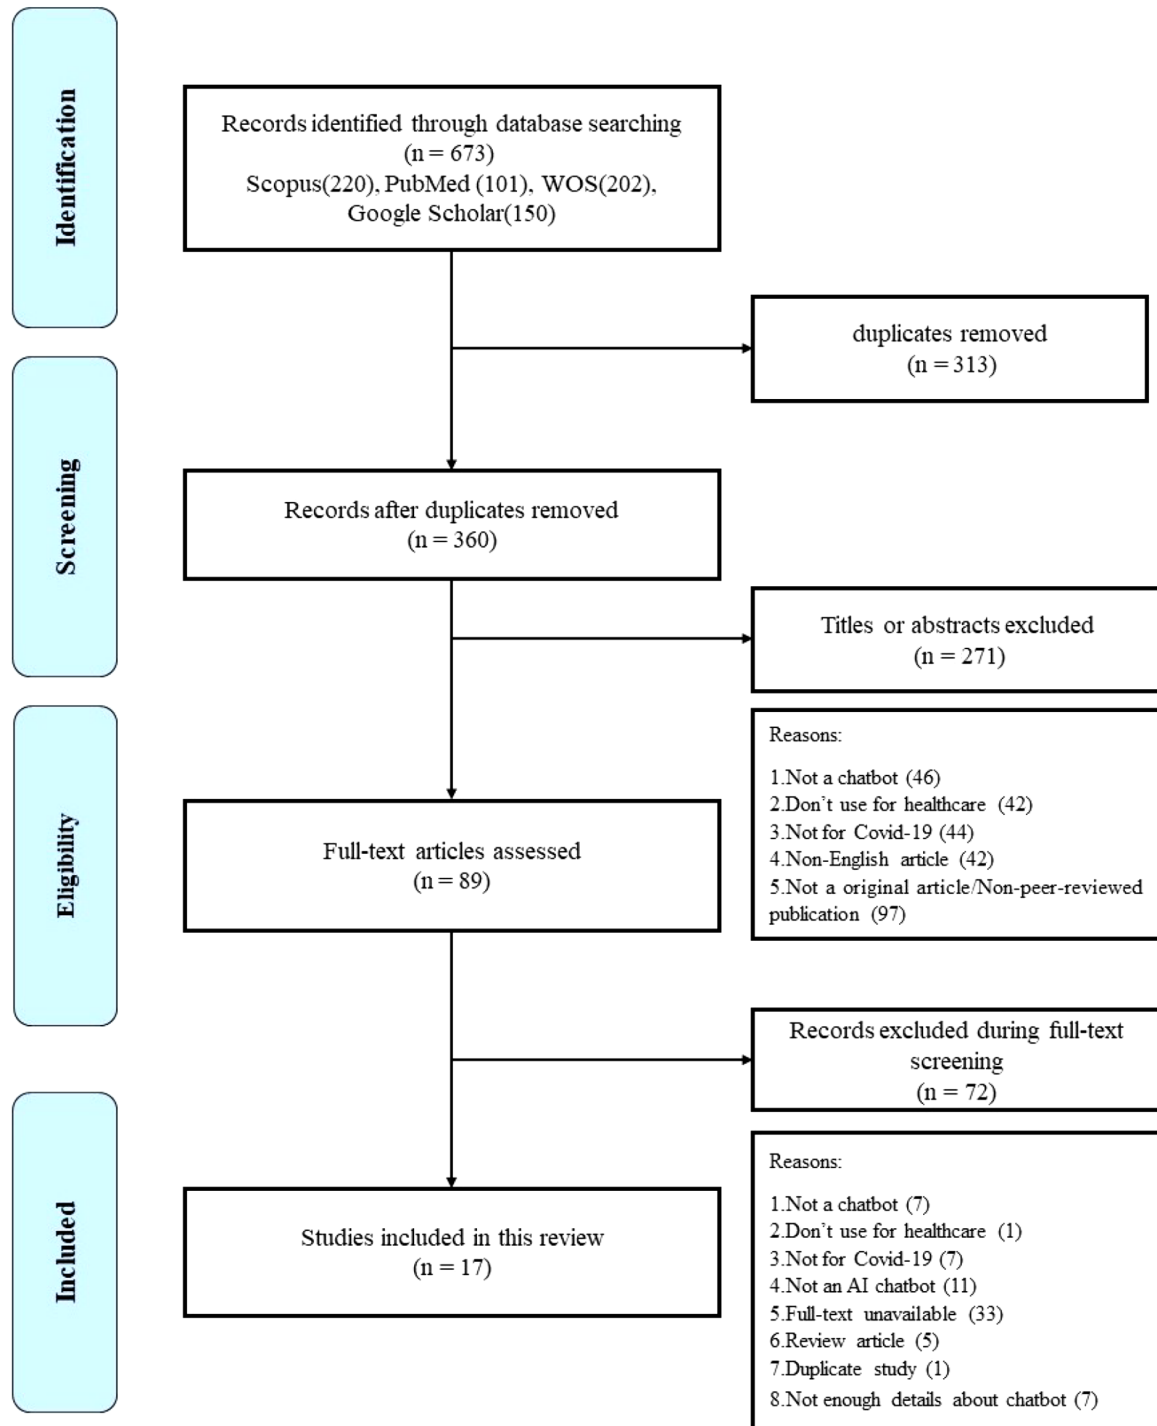 Identification
Records identified through database searching
(n = 673)
Scopus(220), PubMed (101), WOS(202),
Google Scholar(150)
duplicates removed
(n = 313)
Screening
Records after duplicates removed
(n = 360)
Titles or abstracts excluded
(n = 271)
Reasons:
1.Not a chatbot (46)
2.Don't use for healthcare (42)
3.Not for Covid-19 (44)
4.Non-English article (42)
5.Not a original article/Non-peer-reviewed
publication (97)
Eligibility
Full-text articles assessed
(n = 89)
Records excluded during full-text
screening
(n = 72)
Reasons:
1.Not a chatbot (7)
2.Don't use for healthcare (1)
3.Not for Covid-19 (7)
4.Not an AI chatbot (11)
5.Full-text unavailable (33)
6.Review article (5)
7.Duplicate study (1)
8.Not enough details about chatbot (7)
Included
Studies included in this review
(n = 17)